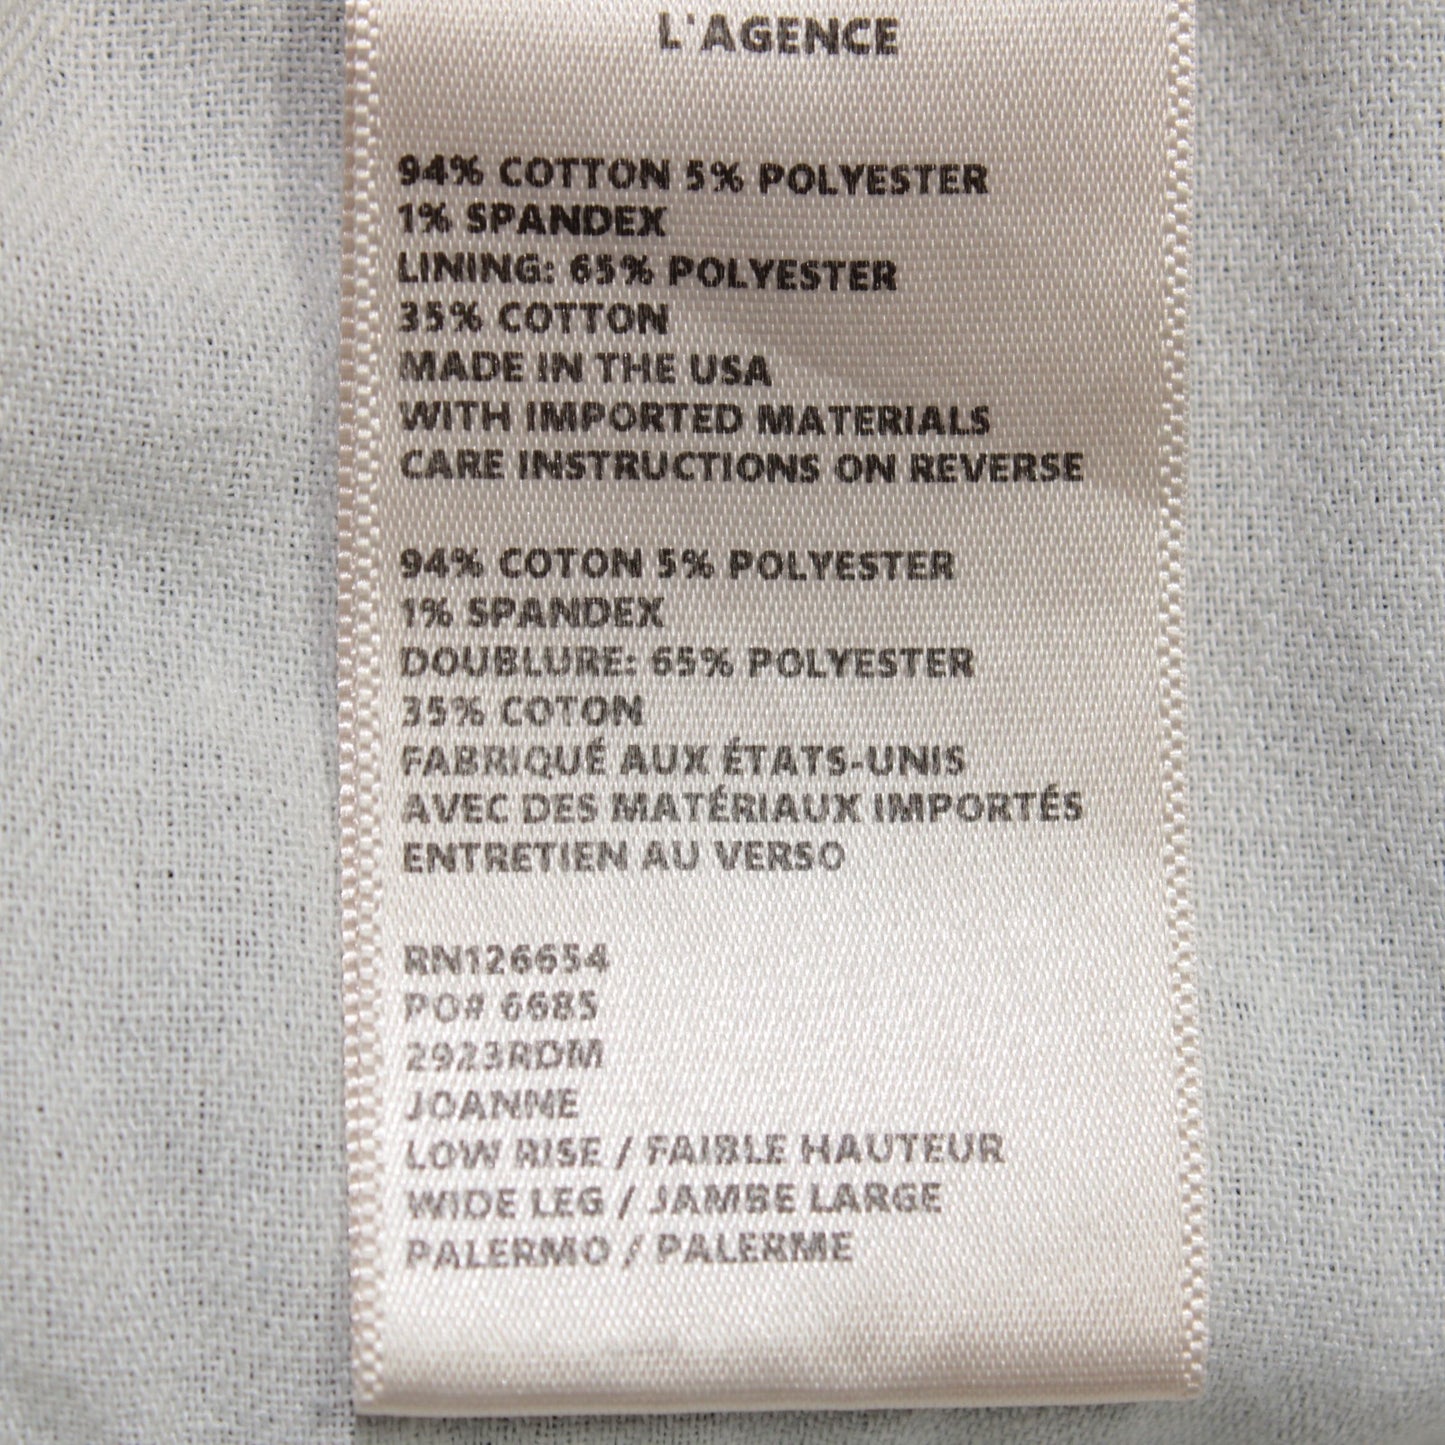 L'AGENCE
94% COTTON 5% POLYESTER
1% SPANDEX
LINING: 65% POLYESTER
35% COTTON
MADE IN THE USA
WITH IMPORTED MATERIALS
CARE INSTRUCTIONS ON REVERSE
94% COTON 5% POLYESTER
1% SPANDEX
DOUBLURE: 65% POLYESTER
35% COTON
FABRIQUÉ AUX ÉTATS-UNIS
AVEC DES MATÉRIAUX IMPORTÉS
ENTRETIEN AU VERSO
RN126654
PO# 6685
2923RDM
JOANNE
LOW RISE / FAIBLE HAUTEUR
WIDE LEG / JAMBE LARGE
PALERMO / PALERME